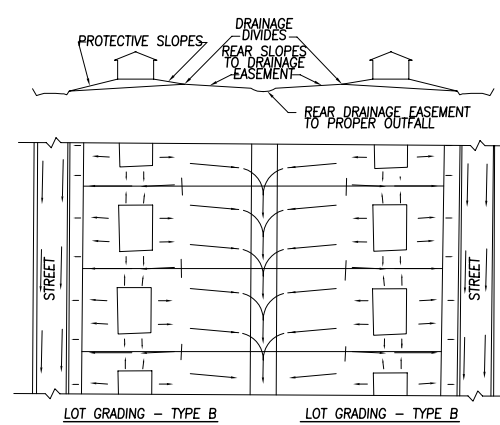 DRAINAGE
DIVIDES
PROTECTIVE SLOPES
REAR SLOPES
TO DRAINAGE
EASEMENT
REAR DRAINAGE EASEMENT
TO PROPER OUTFALL
STREET
STREET
LOT GRADING – TYPE B
LOT GRADING – TYPE B